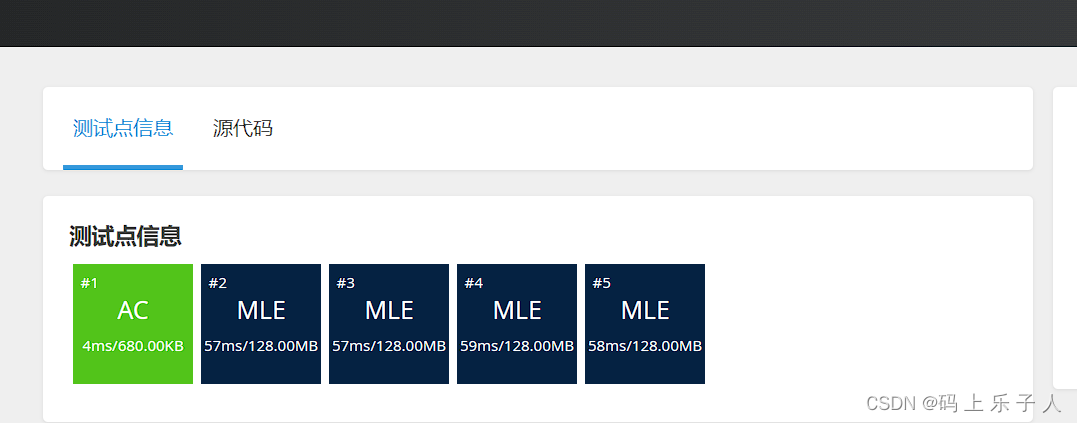 测试点信息 源代码
测试点信息
#1 #2 #3 #4 #5
AC MLE MLE MLE MLE
4ms/680.00KB 57ms/128.00MB 57ms/128.00MB 59ms/128.00MB 58ms/128.00MB
CSDN @码上乐子人